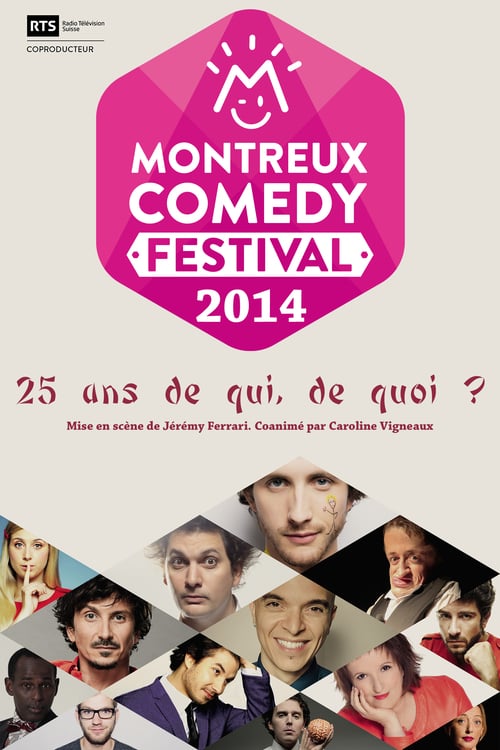 RTS Radio Télévision
Suisse
COPRODUCTEUR
MONTREUX
COMEDY
FESTIVAL
2014
25 ans de qui, de quoi ?
Mise en scène de Jérémy Ferrari. Coanimé par Caroline Vigneaux